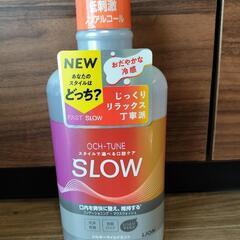 低刺激
ノンアルコール
NEW
あなたの
スタイルは
どっち?
FAST SLOW
おだやかな
冷感
じっくり
リラックス
丁寧派
OCH-TUNE
スタイルで選べる口腔ケア
SLOW
口内を爽快に整え、維持する
LION